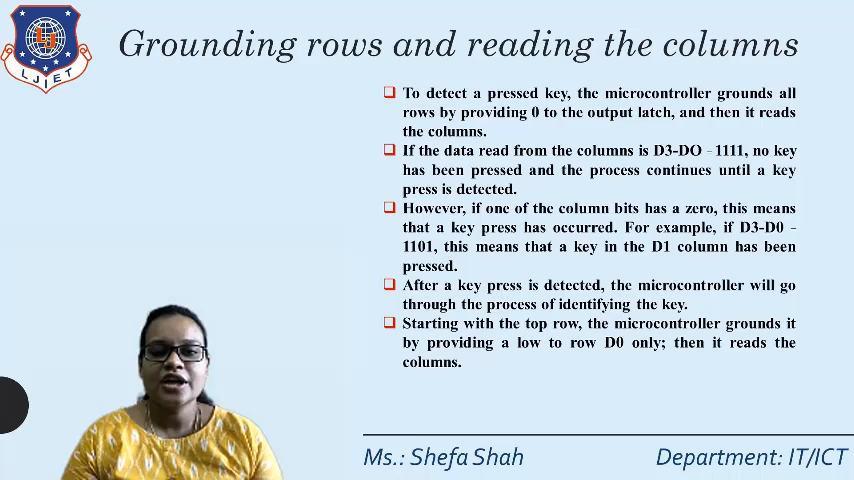 Grounding rows and reading the columns
LJIET
❑ To detect a pressed key, the microcontroller grounds all
rows by providing 0 to the output latch, and then it reads
the columns.
❑ If the data read from the columns is D3-DO - 1111, no key
has been pressed and the process continues until a key
press is detected.
❑ However, if one of the column bits has a zero, this means
that a key press has occurred. For example, if D3-D0 -
1101, this means that a key in the D1 column has been
pressed.
❑ After a key press is detected, the microcontroller will go
through the process of identifying the key.
❑ Starting with the top row, the microcontroller grounds it
by providing a low to row D0 only; then it reads the
columns.
Ms.: Shefa Shah
Department: IT/ICT